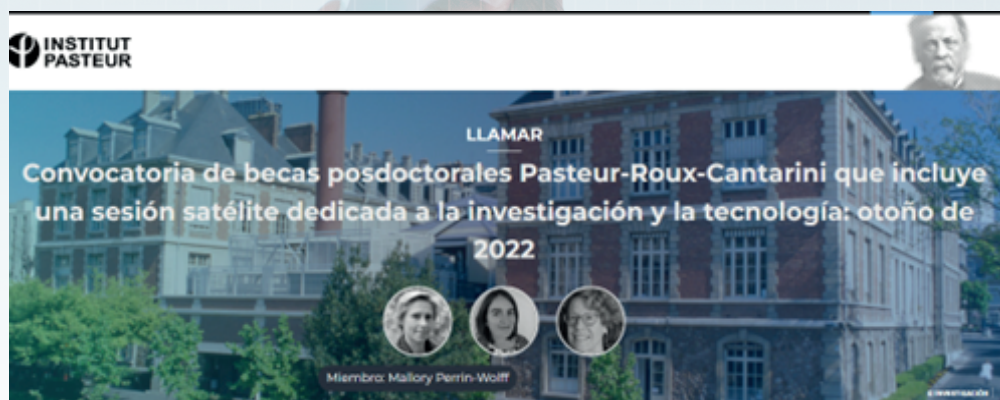 INSTITUT
PASTEUR
LLAMAR
Convocatoria de becas posdoctorales Pasteur-Roux-Cantarini que incluye
una sesión satélite dedicada a la investigación y la tecnología: otoño de
2022
Miembro: Mallory Perrin-Wolff
INVESTIGACIÓN